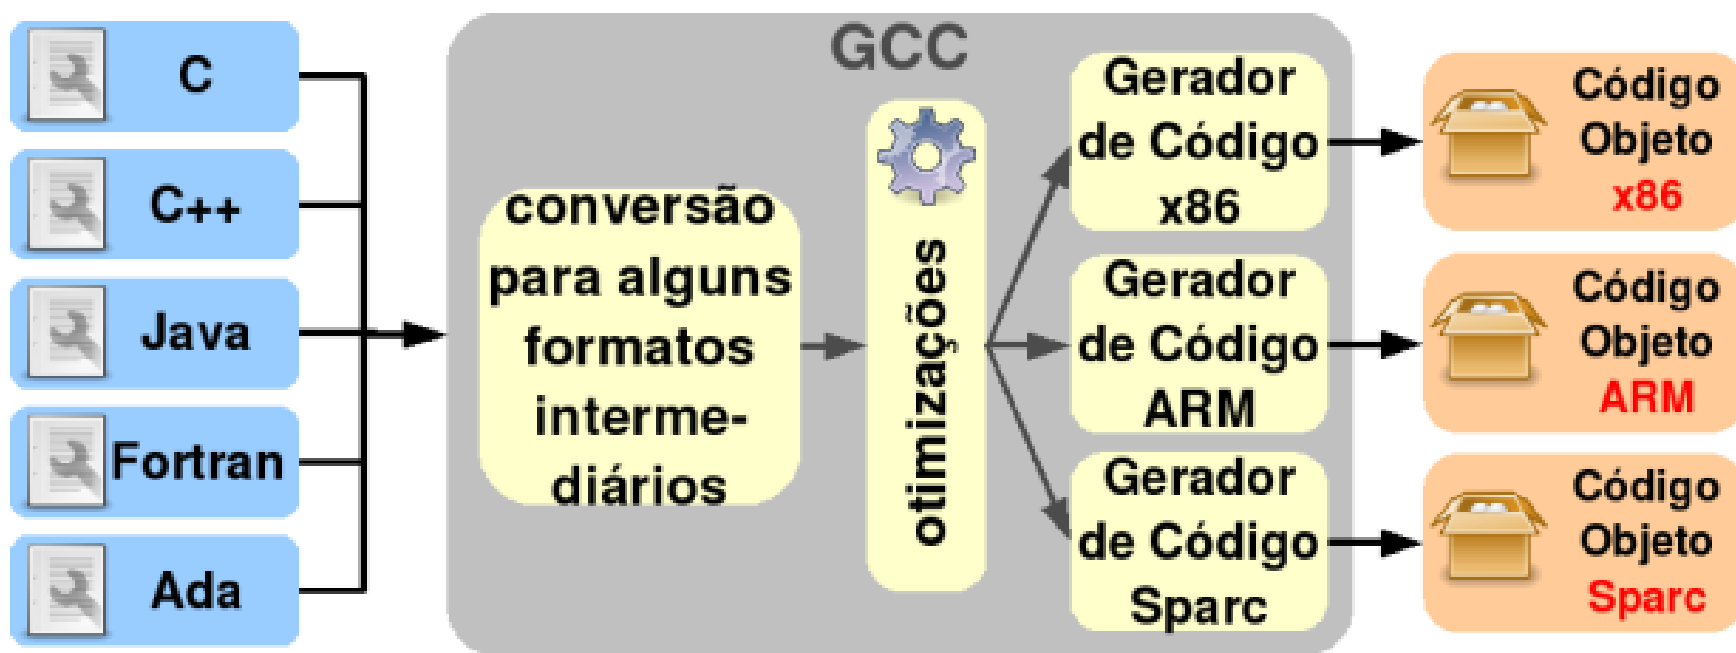 C
C++
Java
Fortran
Ada
GCC
conversão
para alguns
formatos
interme-
diários
otimizações
Gerador
de Código
x86
Gerador
de Código
ARM
Gerador
de Código
Sparc
Código
Objeto
x86
Código
Objeto
ARM
Código
Objeto
Sparc